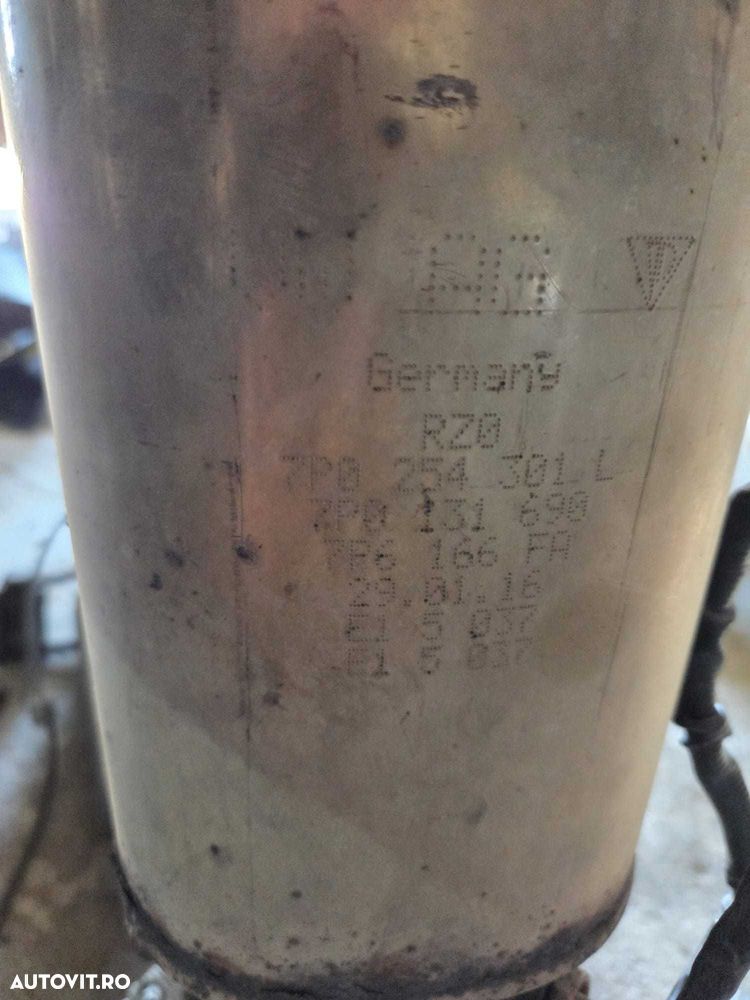 Germany
RZ0
7P0 254 301 L
7P0 131 690
7P6 166 FA
29.01.16
E1 5 037
E1 5 037
AUTOVIT.RO